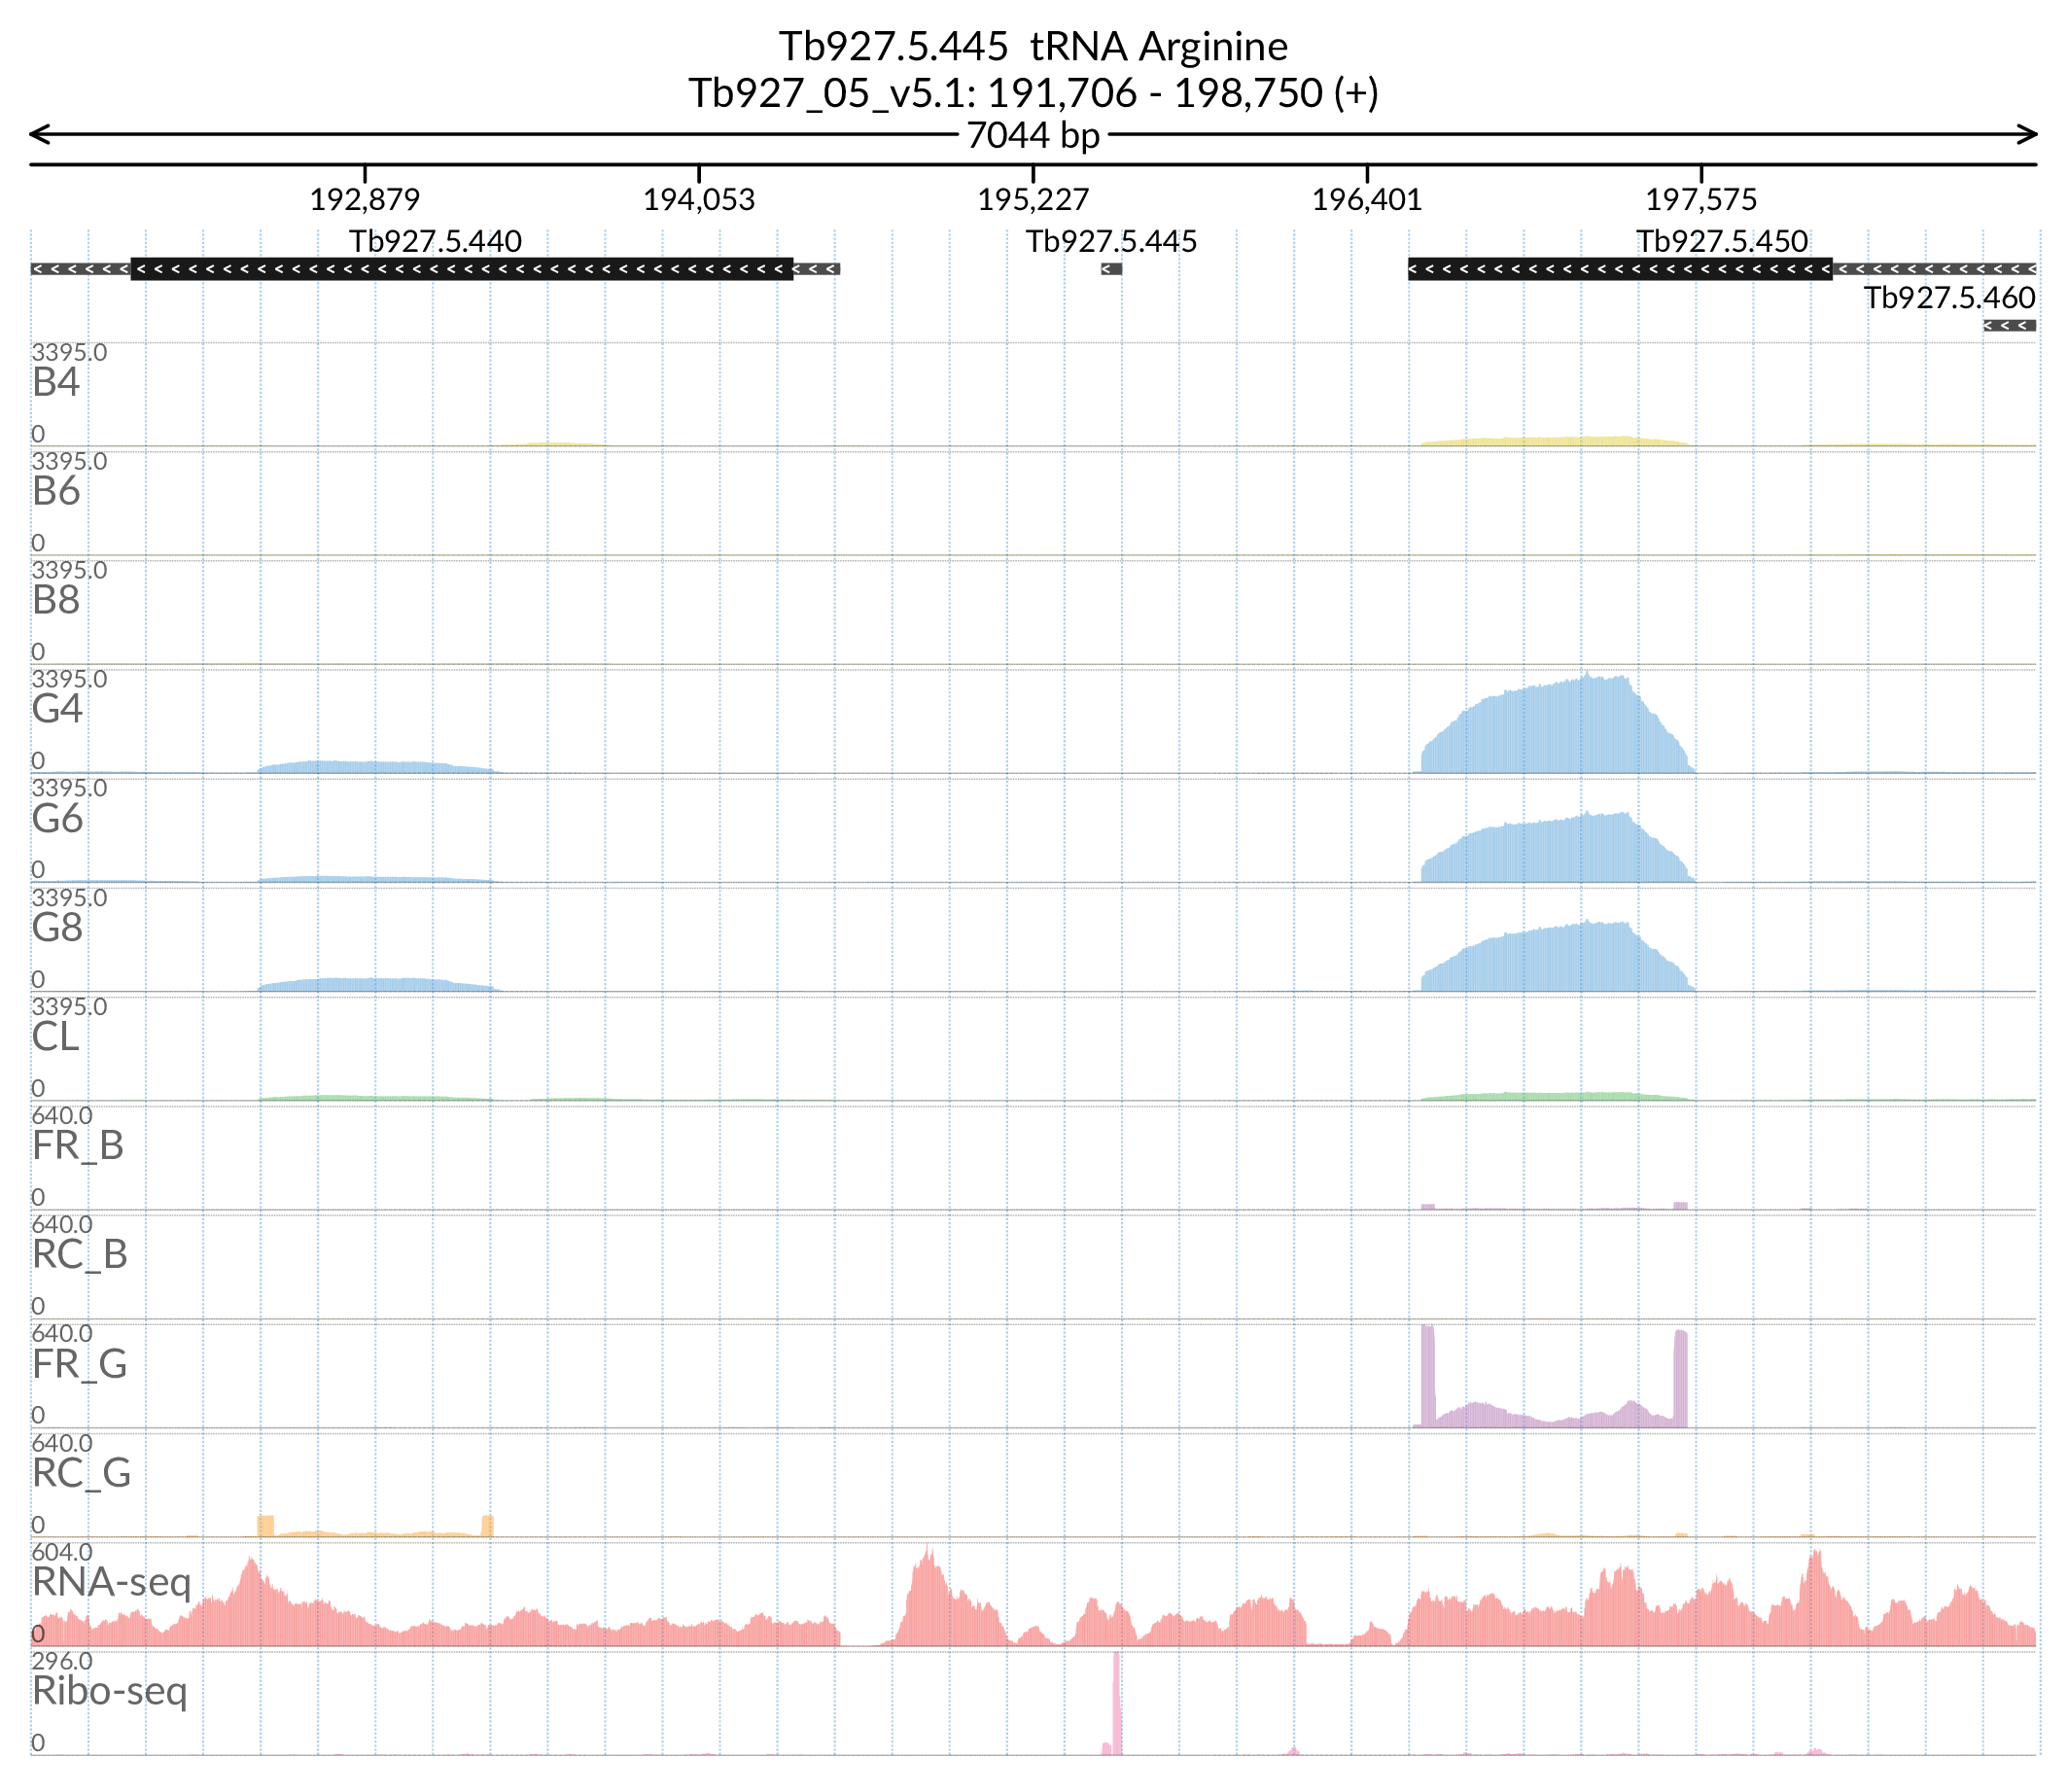 Tb927.5.445 tRNA Arginine
Tb927_05_v5.1: 191,706 - 198,750 (+)
7044 bp
192,879 194,053 195,227 196,401 197,575
Tb927.5.440 Tb927.5.445 Tb927.5.450
Tb927.5.460
3395.0
B4
0
3395.0
B6
0
3395.0
B8
0
3395.0
G4
0
3395.0
G6
0
3395.0
G8
0
3395.0
CL
0
640.0
FR_B
0
640.0
RC_B
0
640.0
FR_G
0
640.0
RC_G
0
604.0
RNA-seq
0
296.0
Ribo-seq
0